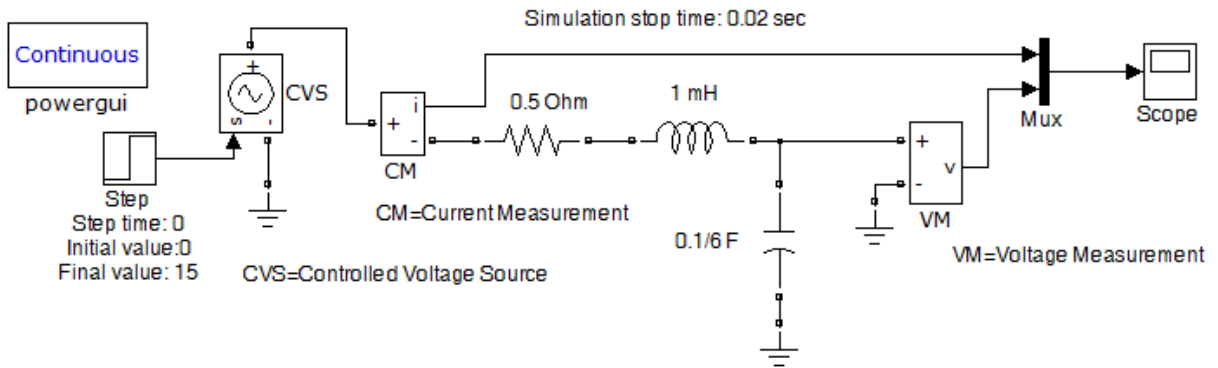 Simulation stop time: 0.02 sec
Continuous
powergui
+
CVS
s
-
i
+
-
CM
0.5 Ohm
1 mH
+
v
-
VM
Mux
Scope
Step
Step time: 0
Initial value:0
Final value: 15
CM=Current Measurement
0.1/6 F
CVS=Controlled Voltage Source
VM=Voltage Measurement